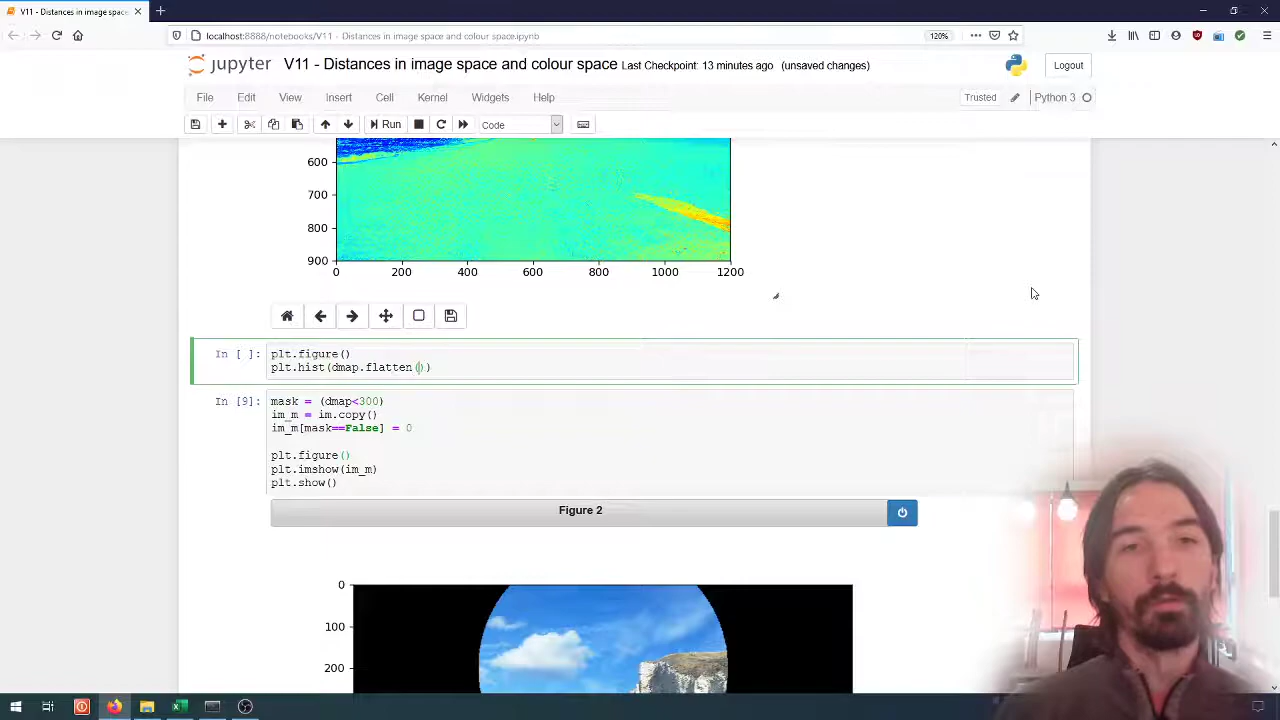 V11 - Distances in image space
localhost:8888/notebooks/V11 - Distances in image space and colour space.ipynb
120%
jupyter V11 - Distances in image space and colour space Last Checkpoint: 13 minutes ago (unsaved changes)
Logout
File Edit View Insert Cell Kernel Widgets Help
Trusted
Python 3
Run
Code
600
700
800
900
0 200 400 600 800 1000 1200
In [ ]:
plt.figure()
plt.hist(dmap.flatten())
In [9]:
mask = (dmap<300)
im_m = im.copy()
im_m[mask==False] = 0
plt.figure()
plt.imshow(im_m)
plt.show()
Figure 2
0
100
200